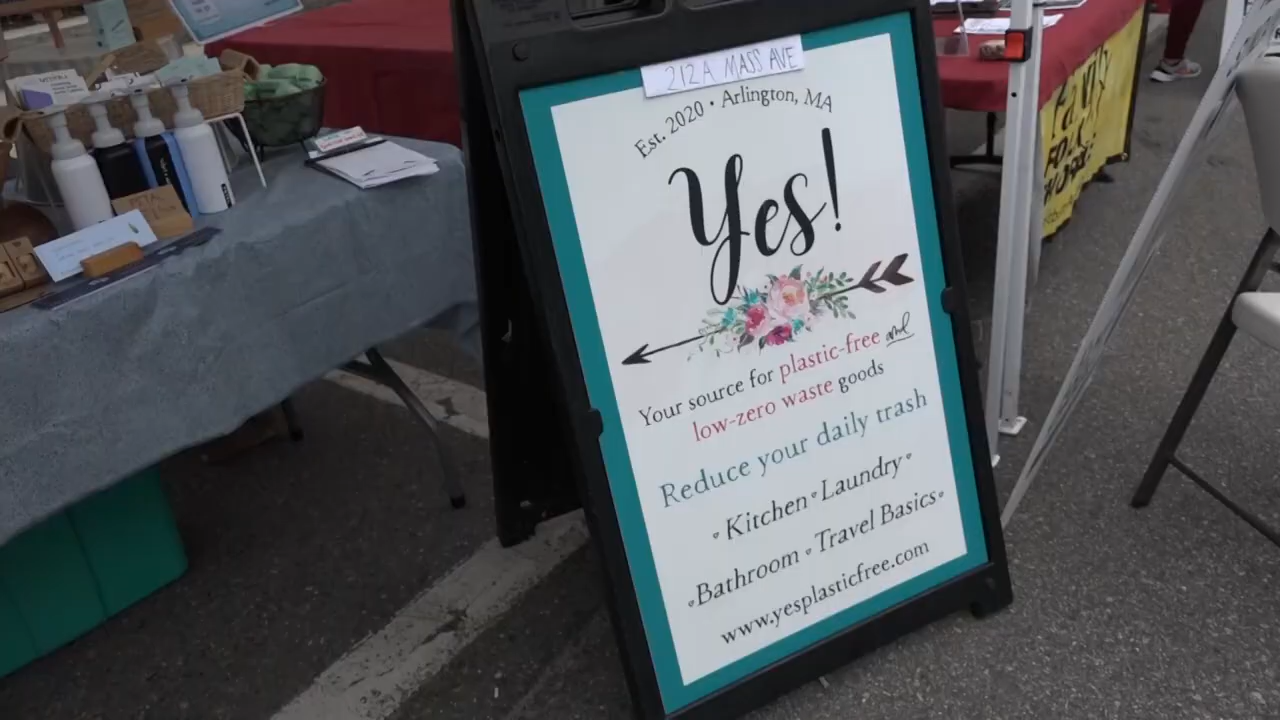 212A MASS AVE
Est. 2020 • Arlington, MA
Yes!
Your source for plastic-free and
low-zero waste goods
Reduce your daily trash
Kitchen • Laundry •
• Bathroom • Travel Basics •
www.yesplasticfree.com